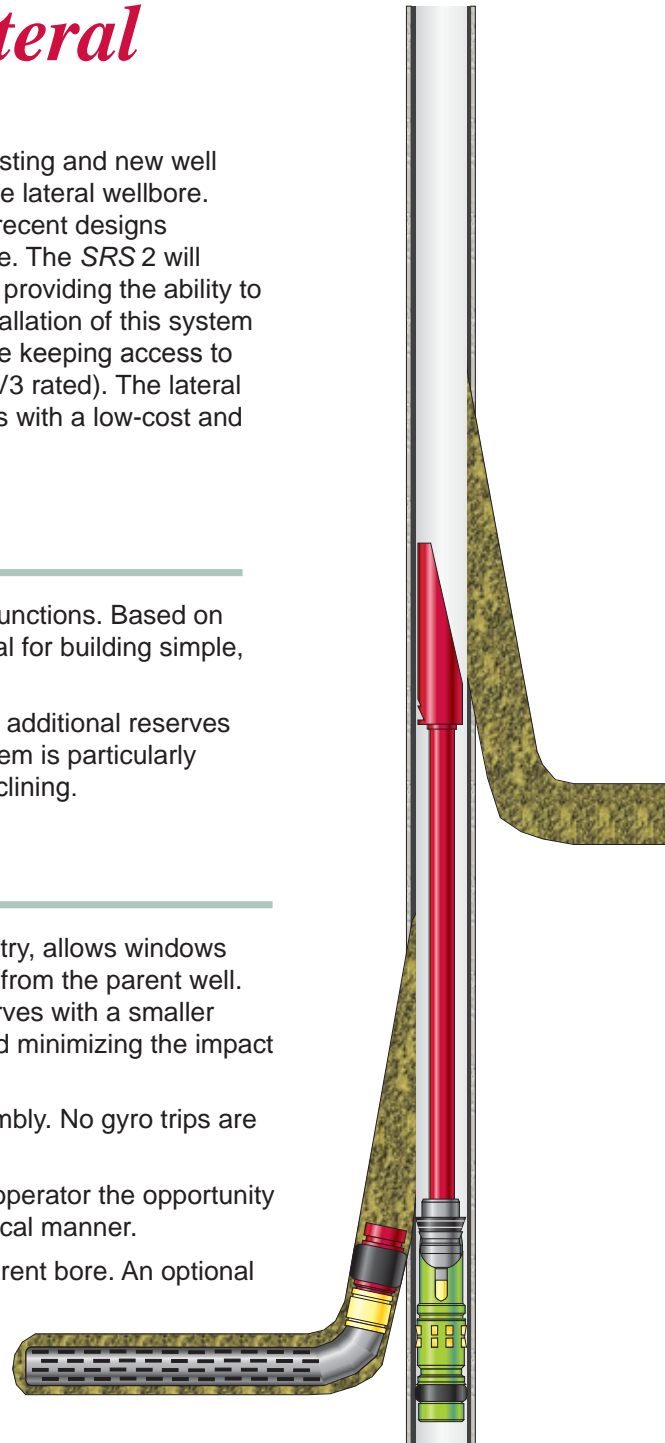 teral
sting and new well
e lateral wellbore.
recent designs
e. The SRS 2 will
providing the ability to
allation of this system
e keeping access to
V3 rated). The lateral
s with a low-cost and
unctions. Based on
al for building simple,
additional reserves
em is particularly
clining.
try, allows windows
from the parent well.
rves with a smaller
d minimizing the impact
mbly. No gyro trips are
operator the opportunity
cal manner.
rent bore. An optional